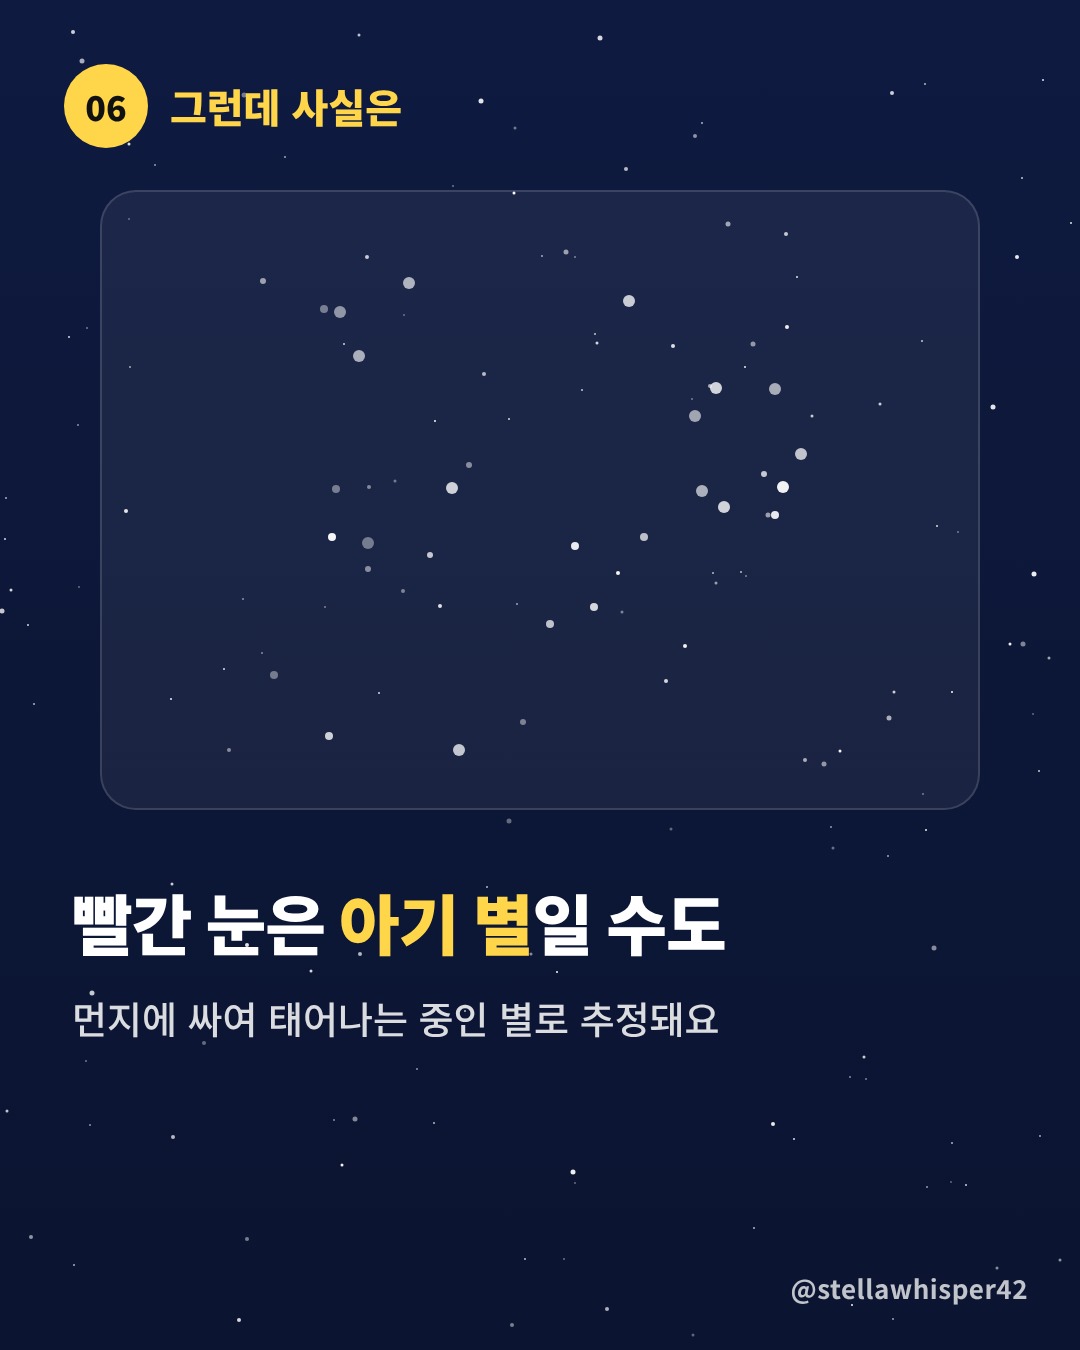 06 그런데 사실은
빨간 눈은 아기 별일 수도
먼지에 싸여 턔어나는 중인 별로 추정돼요
@stellawhisper42